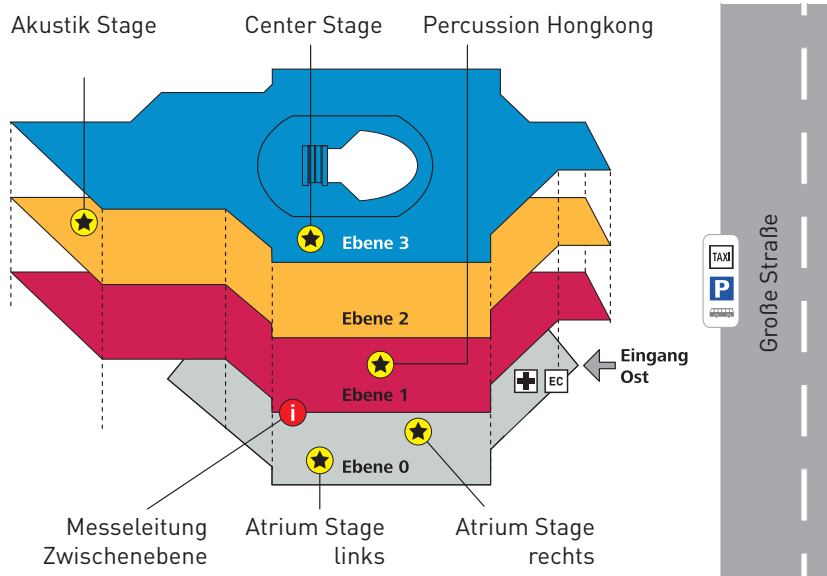 Akustik Stage
Center Stage
Percussion Hongkong
Ebene 3
TAXI
P
Große Straße
Ebene 2
Eingang
Ost
EC
Ebene 1
i
Ebene 0
Messeleitung
Zwischenebene
Atrium Stage
links
Atrium Stage
rechts